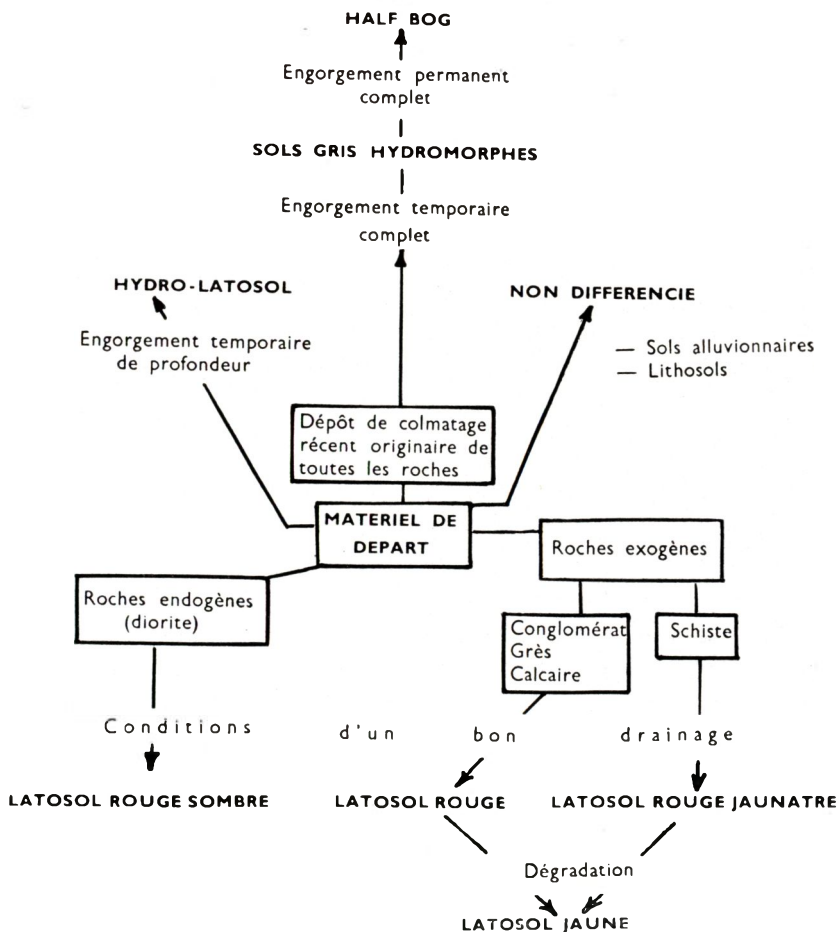 HALF BOG
Engorgement permanent
complet
SOLS GRIS HYDROMORPHES
Engorgement temporaire
complet
HYDRO-LATOSOL
Engorgement temporaire
de profondeur
NON DIFFERENCIE
— Sols alluvionnaires
— Lithosols
Dépôt de colmatage
récent originaire de
toutes les roches
MATERIEL DE
DEPART
Roches exogènes
Roches endogènes
(diorite)
Conglomérat
Grès
Calcaire
Schiste
Conditions d'un bon drainage
LATOSOL ROUGE SOMBRE
LATOSOL ROUGE
LATOSOL ROUGE JAUNATRE
Dégradation
LATOSOL JAUNE